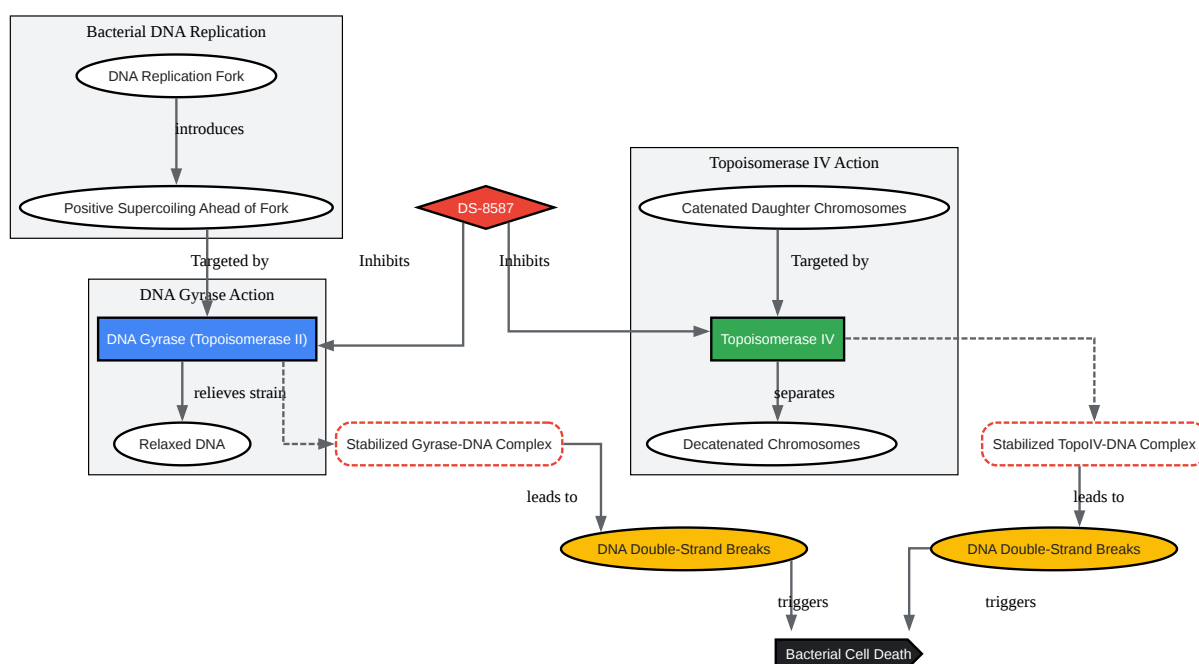 Bacterial DNA Replication
DNA Replication Fork
introduces
Positive Supercoiling Ahead of Fork
Targeted by
DNA Gyrase Action
DNA Gyrase (Topoisomerase II)
relieves strain
Relaxed DNA
DS-8587
Inhibits
Inhibits
Topoisomerase IV Action
Catenated Daughter Chromosomes
Targeted by
Topoisomerase IV
separates
Decatenated Chromosomes
Stabilized Gyrase-DNA Complex
leads to
DNA Double-Strand Breaks
triggers
Stabilized TopoIV-DNA Complex
leads to
DNA Double-Strand Breaks
triggers
Bacterial Cell Death